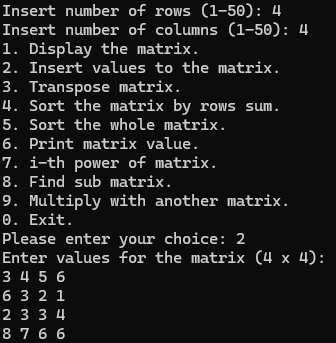 Insert number of rows (1-50): 4
Insert number of columns (1-50): 4
1. Display the matrix.
2. Insert values to the matrix.
3. Transpose matrix.
4. Sort the matrix by rows sum.
5. Sort the whole matrix.
6. Print matrix value.
7. i-th power of matrix.
8. Find sub matrix.
9. Multiply with another matrix.
0. Exit.
Please enter your choice: 2
Enter values for the matrix (4 x 4):
3 4 5 6
6 3 2 1
2 3 3 4
8 7 6 6